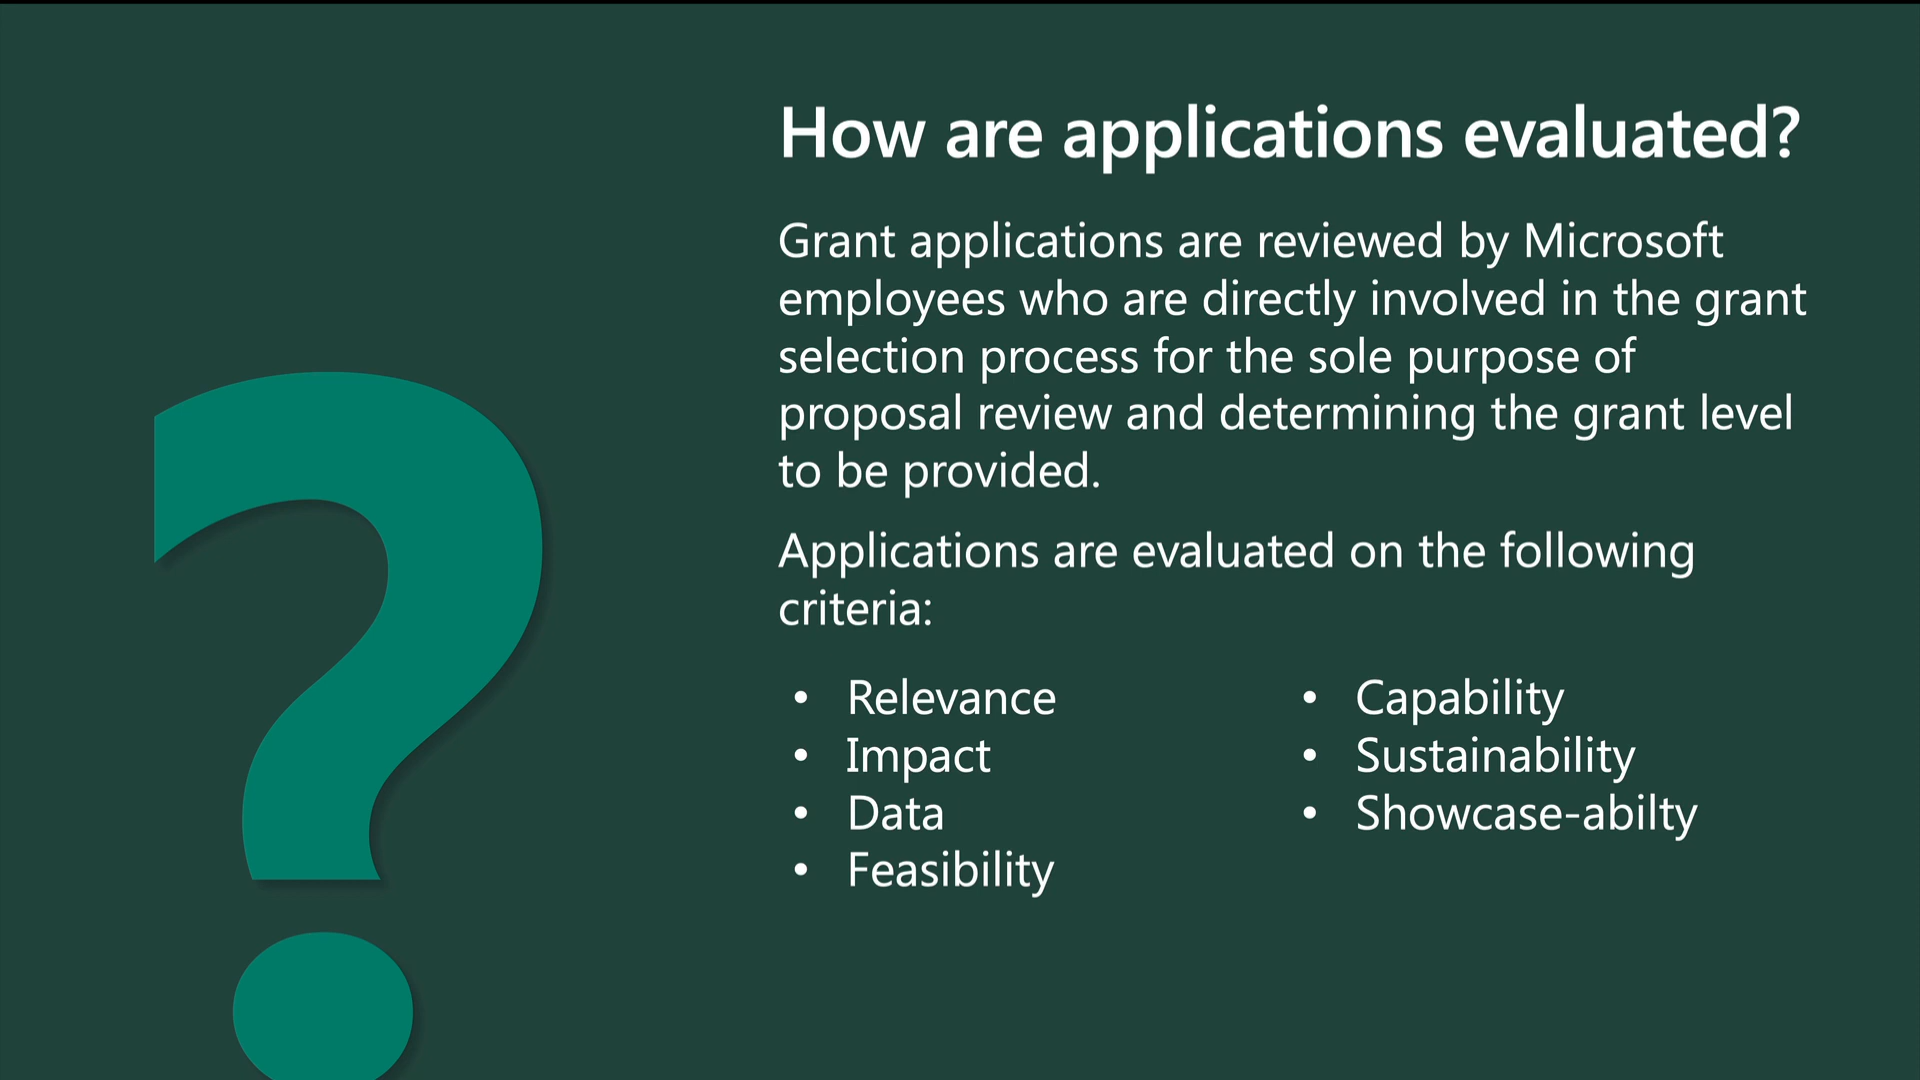 How are applications evaluated?
Grant applications are reviewed by Microsoft
employees who are directly involved in the grant
selection process for the sole purpose of
proposal review and determining the grant level
to be provided.
Applications are evaluated on the following
criteria:
• Relevance
• Impact
• Data
• Feasibility
• Capability
• Sustainability
• Showcase-abilty
?